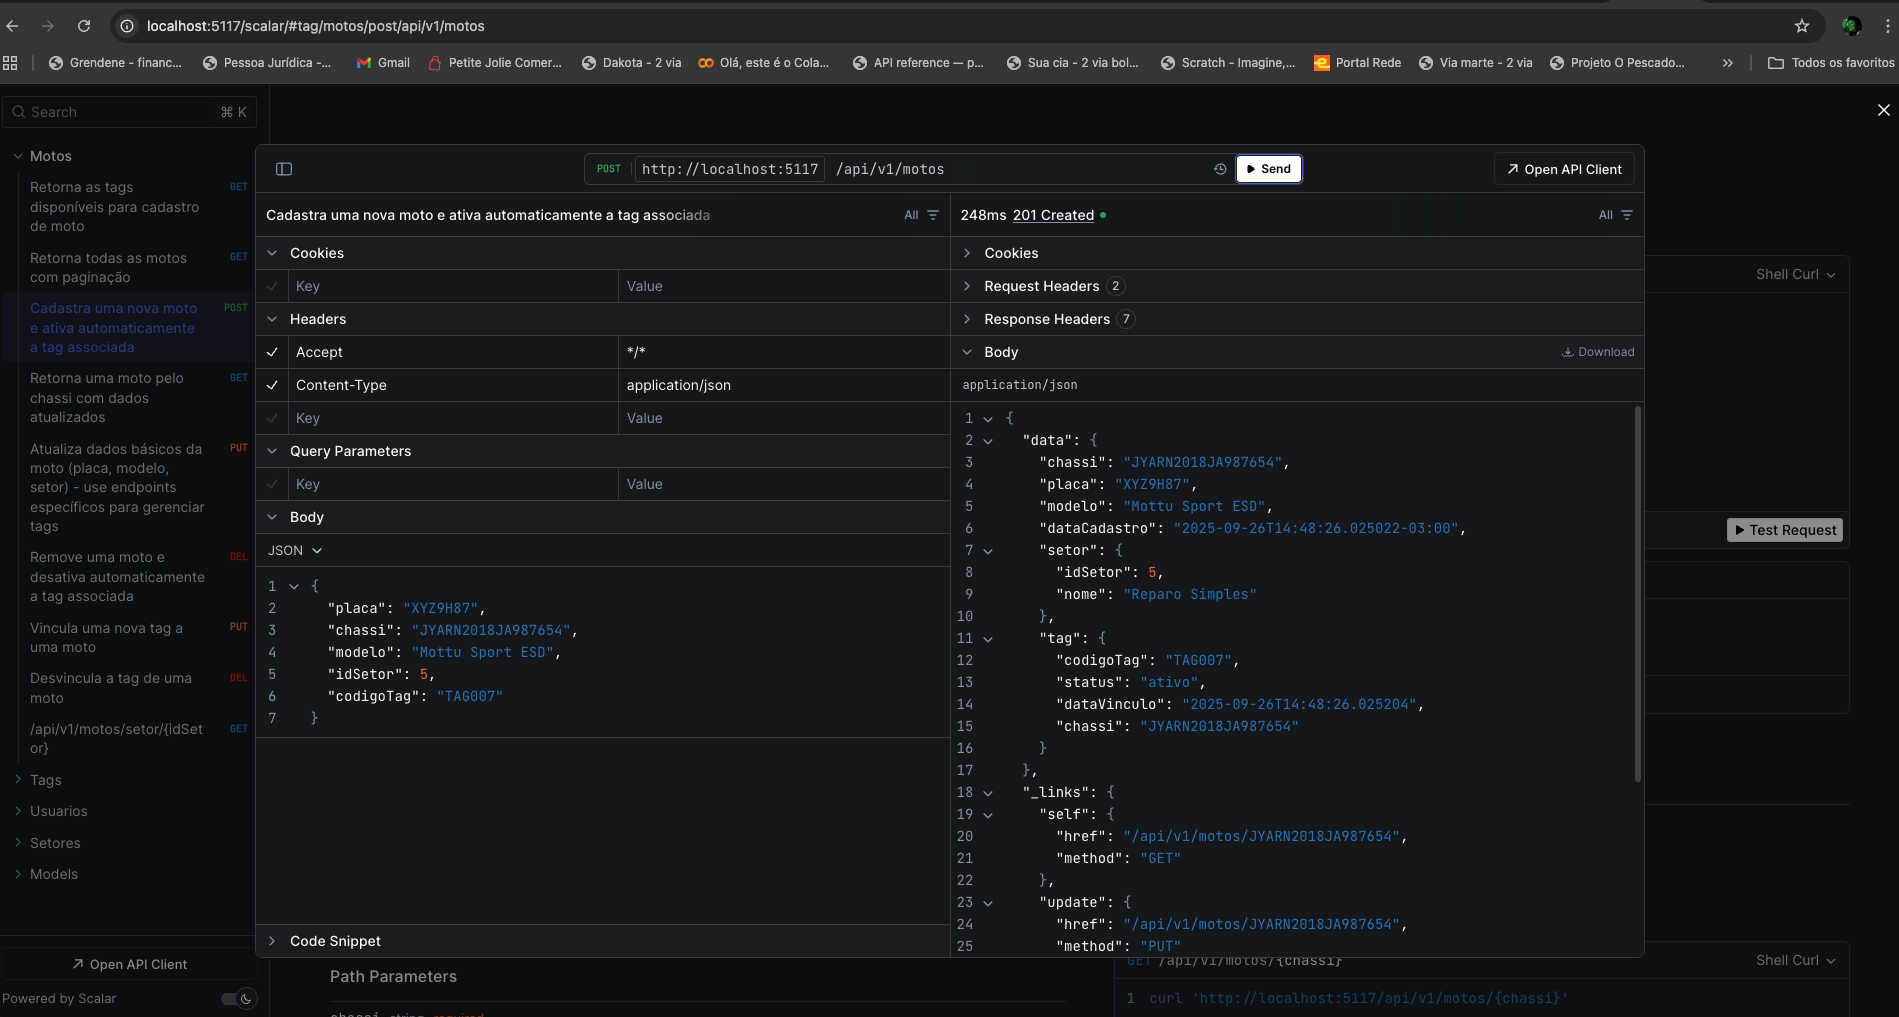 localhost:5117/scalar/#tag/motos/post/api/v1/motos
Grendene - financ...
Pessoa Jurídica -...
Gmail
Petite Jolie Comer...
Dakota - 2 via
Olá, este é o Cola...
API reference — p...
Sua cia - 2 via bol...
Scratch - Imagine,...
Portal Rede
Via marte - 2 via
Projeto O Pescado...
Todos os favoritos
Search
⌘ K
Motos
Retorna as tags
disponíveis para cadastro
de moto
GET
Retorna todas as motos
com paginação
GET
Cadastra uma nova moto
e ativa automaticamente
a tag associada
POST
Retorna uma moto pelo
chassi com dados
atualizados
GET
Atualiza dados básicos da
moto (placa, modelo,
setor) - use endpoints
específicos para gerenciar
tags
PUT
Remove uma moto e
desativa automaticamente
a tag associada
DEL
Vincula uma nova tag a
uma moto
PUT
Desvincula a tag de uma
moto
DEL
/api/v1/motos/setor/{idSet
or}
GET
Tags
Usuarios
Setores
Models
Open API Client
Powered by Scalar
POST http://localhost:5117 /api/v1/motos
Send
Open API Client
Cadastra uma nova moto e ativa automaticamente a tag associada
All
Cookies
Key Value
Headers
Accept */*
Content-Type application/json
Key Value
Query Parameters
Key Value
Body
JSON
1 {
2 "placa": "XYZ9H87",
3 "chassi": "JYARN2018JA987654",
4 "modelo": "Mottu Sport ESD",
5 "idSetor": 5,
6 "codigoTag": "TAG007"
7 }
Code Snippet
248ms 201 Created
All
Cookies
Request Headers 2
Response Headers 7
Body
Download
application/json
1 {
2 "data": {
3 "chassi": "JYARN2018JA987654",
4 "placa": "XYZ9H87",
5 "modelo": "Mottu Sport ESD",
6 "dataCadastro": "2025-09-26T14:48:26.025022-03:00",
7 "setor": {
8 "idSetor": 5,
9 "nome": "Reparo Simples"
10 },
11 "tag": {
12 "codigoTag": "TAG007",
13 "status": "ativo",
14 "dataVinculo": "2025-09-26T14:48:26.025204",
15 "chassi": "JYARN2018JA987654"
16 }
17 },
18 "_links": {
19 "self": {
20 "href": "/api/v1/motos/JYARN2018JA987654",
21 "method": "GET"
22 },
23 "update": {
24 "href": "/api/v1/motos/JYARN2018JA987654",
25 "method": "PUT"
Shell Curl
Test Request
Path Parameters
chassi string required
GET /api/v1/motos/{chassi}
Shell Curl
1 curl 'http://localhost:5117/api/v1/motos/{chassi}'